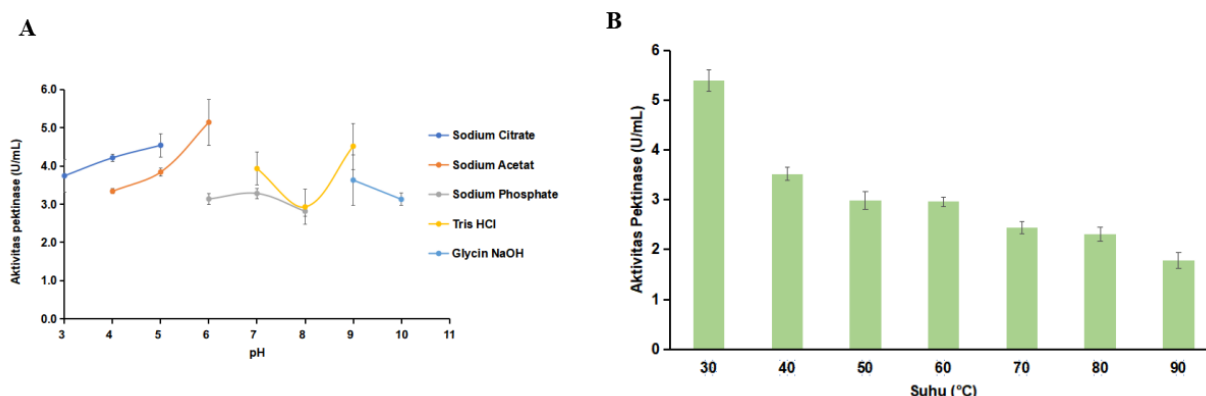 A
Aktivitas pektinase (U/mL)
6.0
5.0
4.0
3.0
2.0
1.0
0.0
3 4 5 6 7 8 9 10 11
pH
Sodium Citrate
Sodium Acetat
Sodium Phosphate
Tris HCl
Glycin NaOH
B
Aktivitas Pektinase (U/mL)
6
5
4
3
2
1
0
30 40 50 60 70 80 90
Suhu (°C)